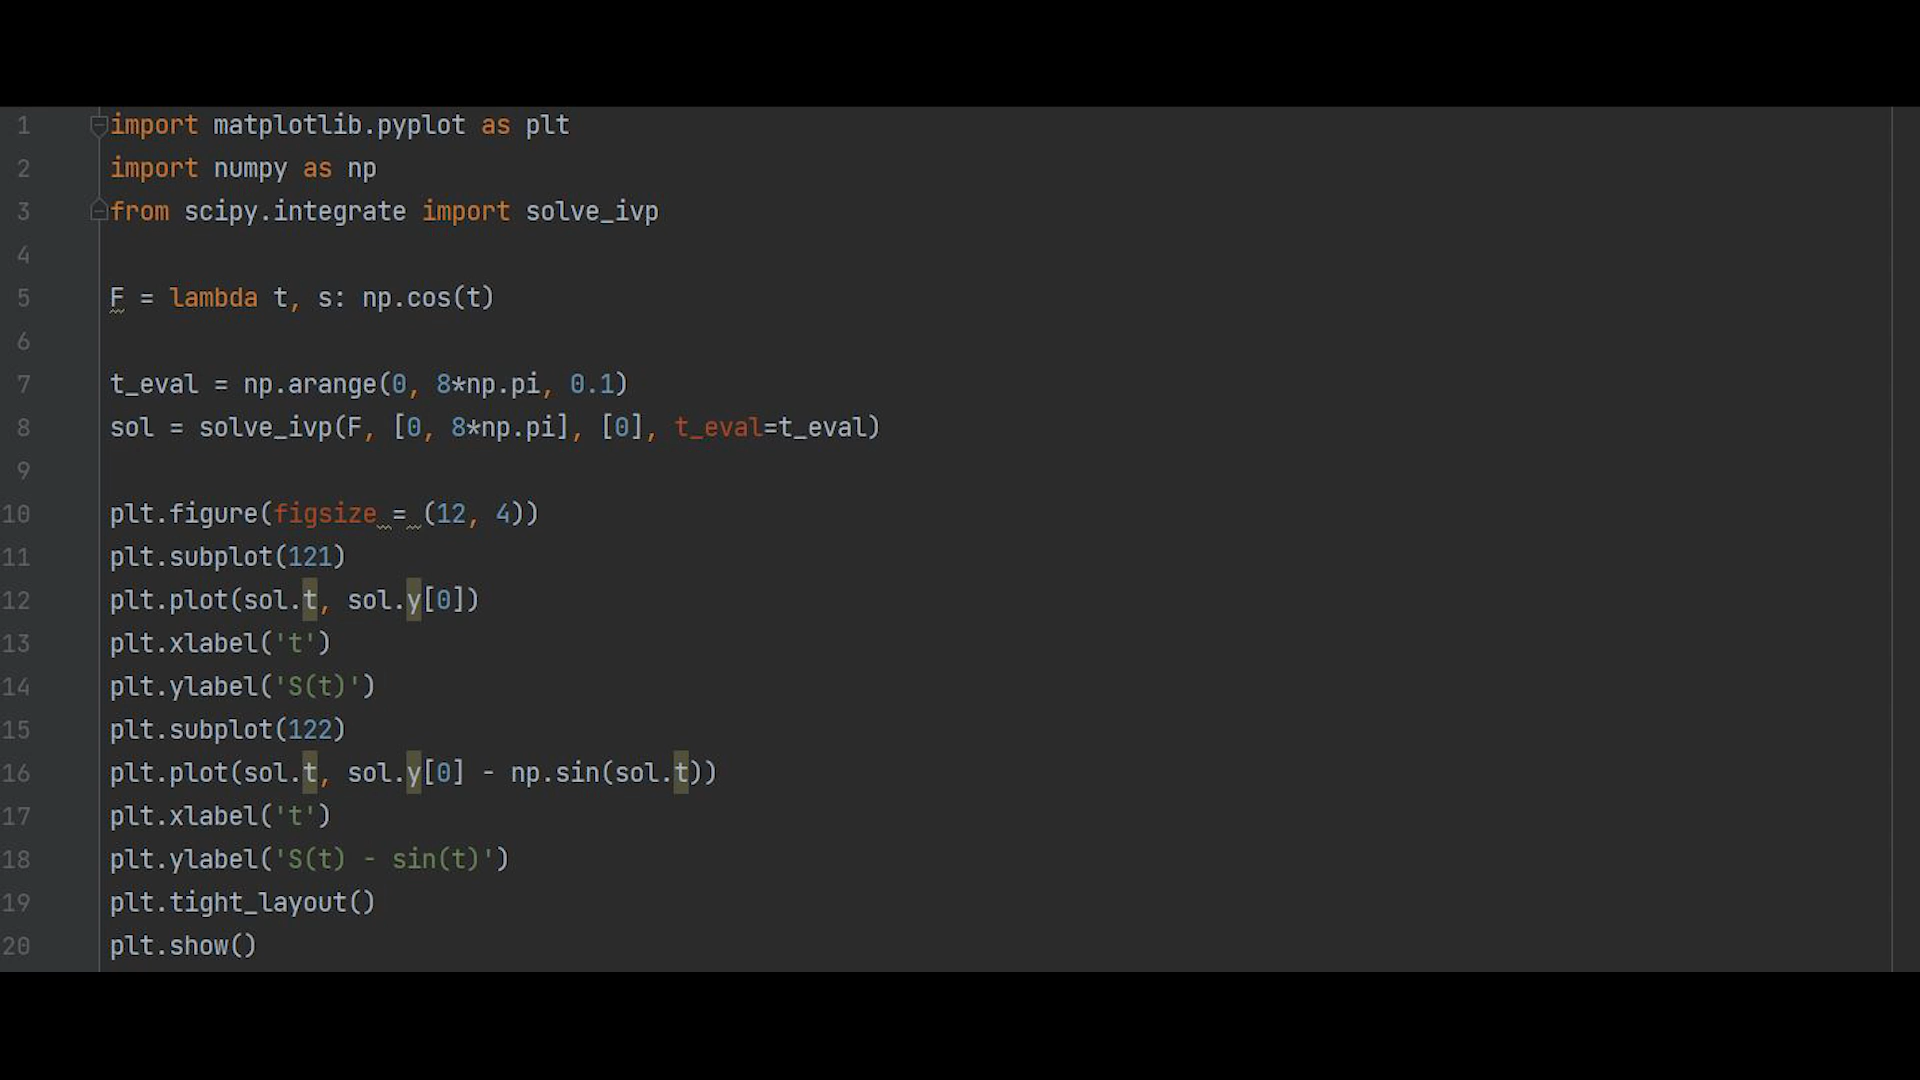 1 import matplotlib.pyplot as plt
2 import numpy as np
3 from scipy.integrate import solve_ivp
4
5 F = lambda t, s: np.cos(t)
6
7 t_eval = np.arange(0, 8*np.pi, 0.1)
8 sol = solve_ivp(F, [0, 8*np.pi], [0], t_eval=t_eval)
9
10 plt.figure(figsize = (12, 4))
11 plt.subplot(121)
12 plt.plot(sol.t, sol.y[0])
13 plt.xlabel('t')
14 plt.ylabel('S(t)')
15 plt.subplot(122)
16 plt.plot(sol.t, sol.y[0] - np.sin(sol.t))
17 plt.xlabel('t')
18 plt.ylabel('S(t) - sin(t)')
19 plt.tight_layout()
20 plt.show()